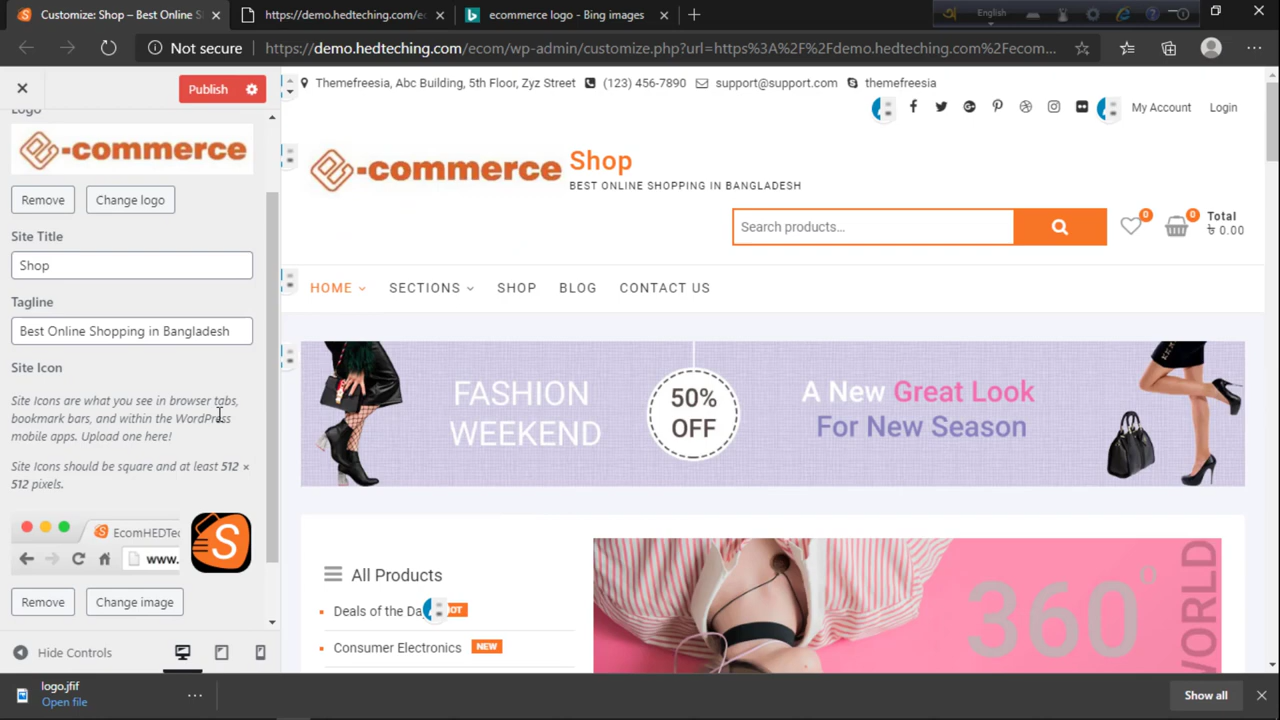 Customize: Shop – Best Online S
https://demo.hedteching.com/ec
ecommerce logo - Bing images
English
Not secure
https://demo.hedteching.com/ecom/wp-admin/customize.php?url=https%3A%2F%2Fdemo.hedteching.com%2Fecom...
Publish
Logo
-commerce
Remove
Change logo
Site Title
Shop
Tagline
Best Online Shopping in Bangladesh
Site Icon
Site Icons are what you see in browser tabs,
bookmark bars, and within the WordPress
mobile apps. Upload one here!
Site Icons should be square and at least 512 ×
512 pixels.
EcomHEDTec
www.
S
Remove
Change image
Hide Controls
Themefreesia, Abc Building, 5th Floor, Zyz Street
(123) 456-7890
support@support.com
themefreesia
My Account
Login
-commerce
Shop
BEST ONLINE SHOPPING IN BANGLADESH
Search products…
0
0
Total
৳ 0.00
HOME
SECTIONS
SHOP
BLOG
CONTACT US
FASHION
WEEKEND
50%
OFF
A New Great Look
For New Season
All Products
Deals of the Da
Consumer Electronics
NEW
360°
WORLD
logo.jfif
Open file
Show all